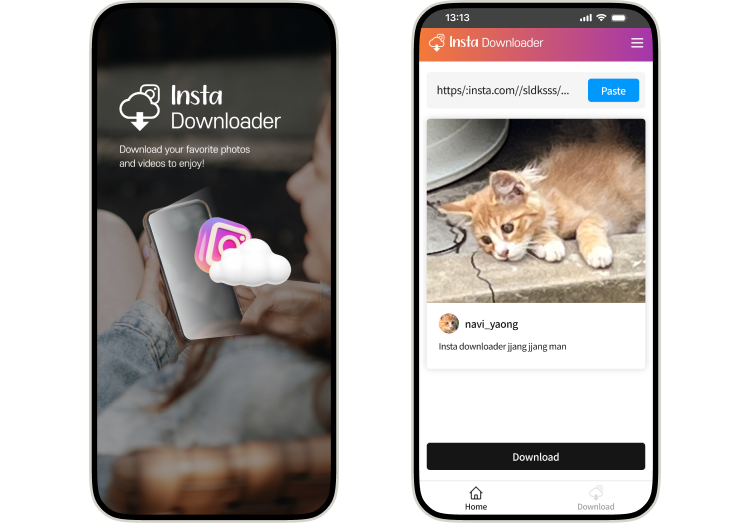 Insta
Downloader
Download your favorite photos
and videos to enjoy!
13:13
Insta Downloader
https/:insta.com//sldksss/...
Paste
navi_yaong
Insta downloader jjang jjang man
Download
Home
Download